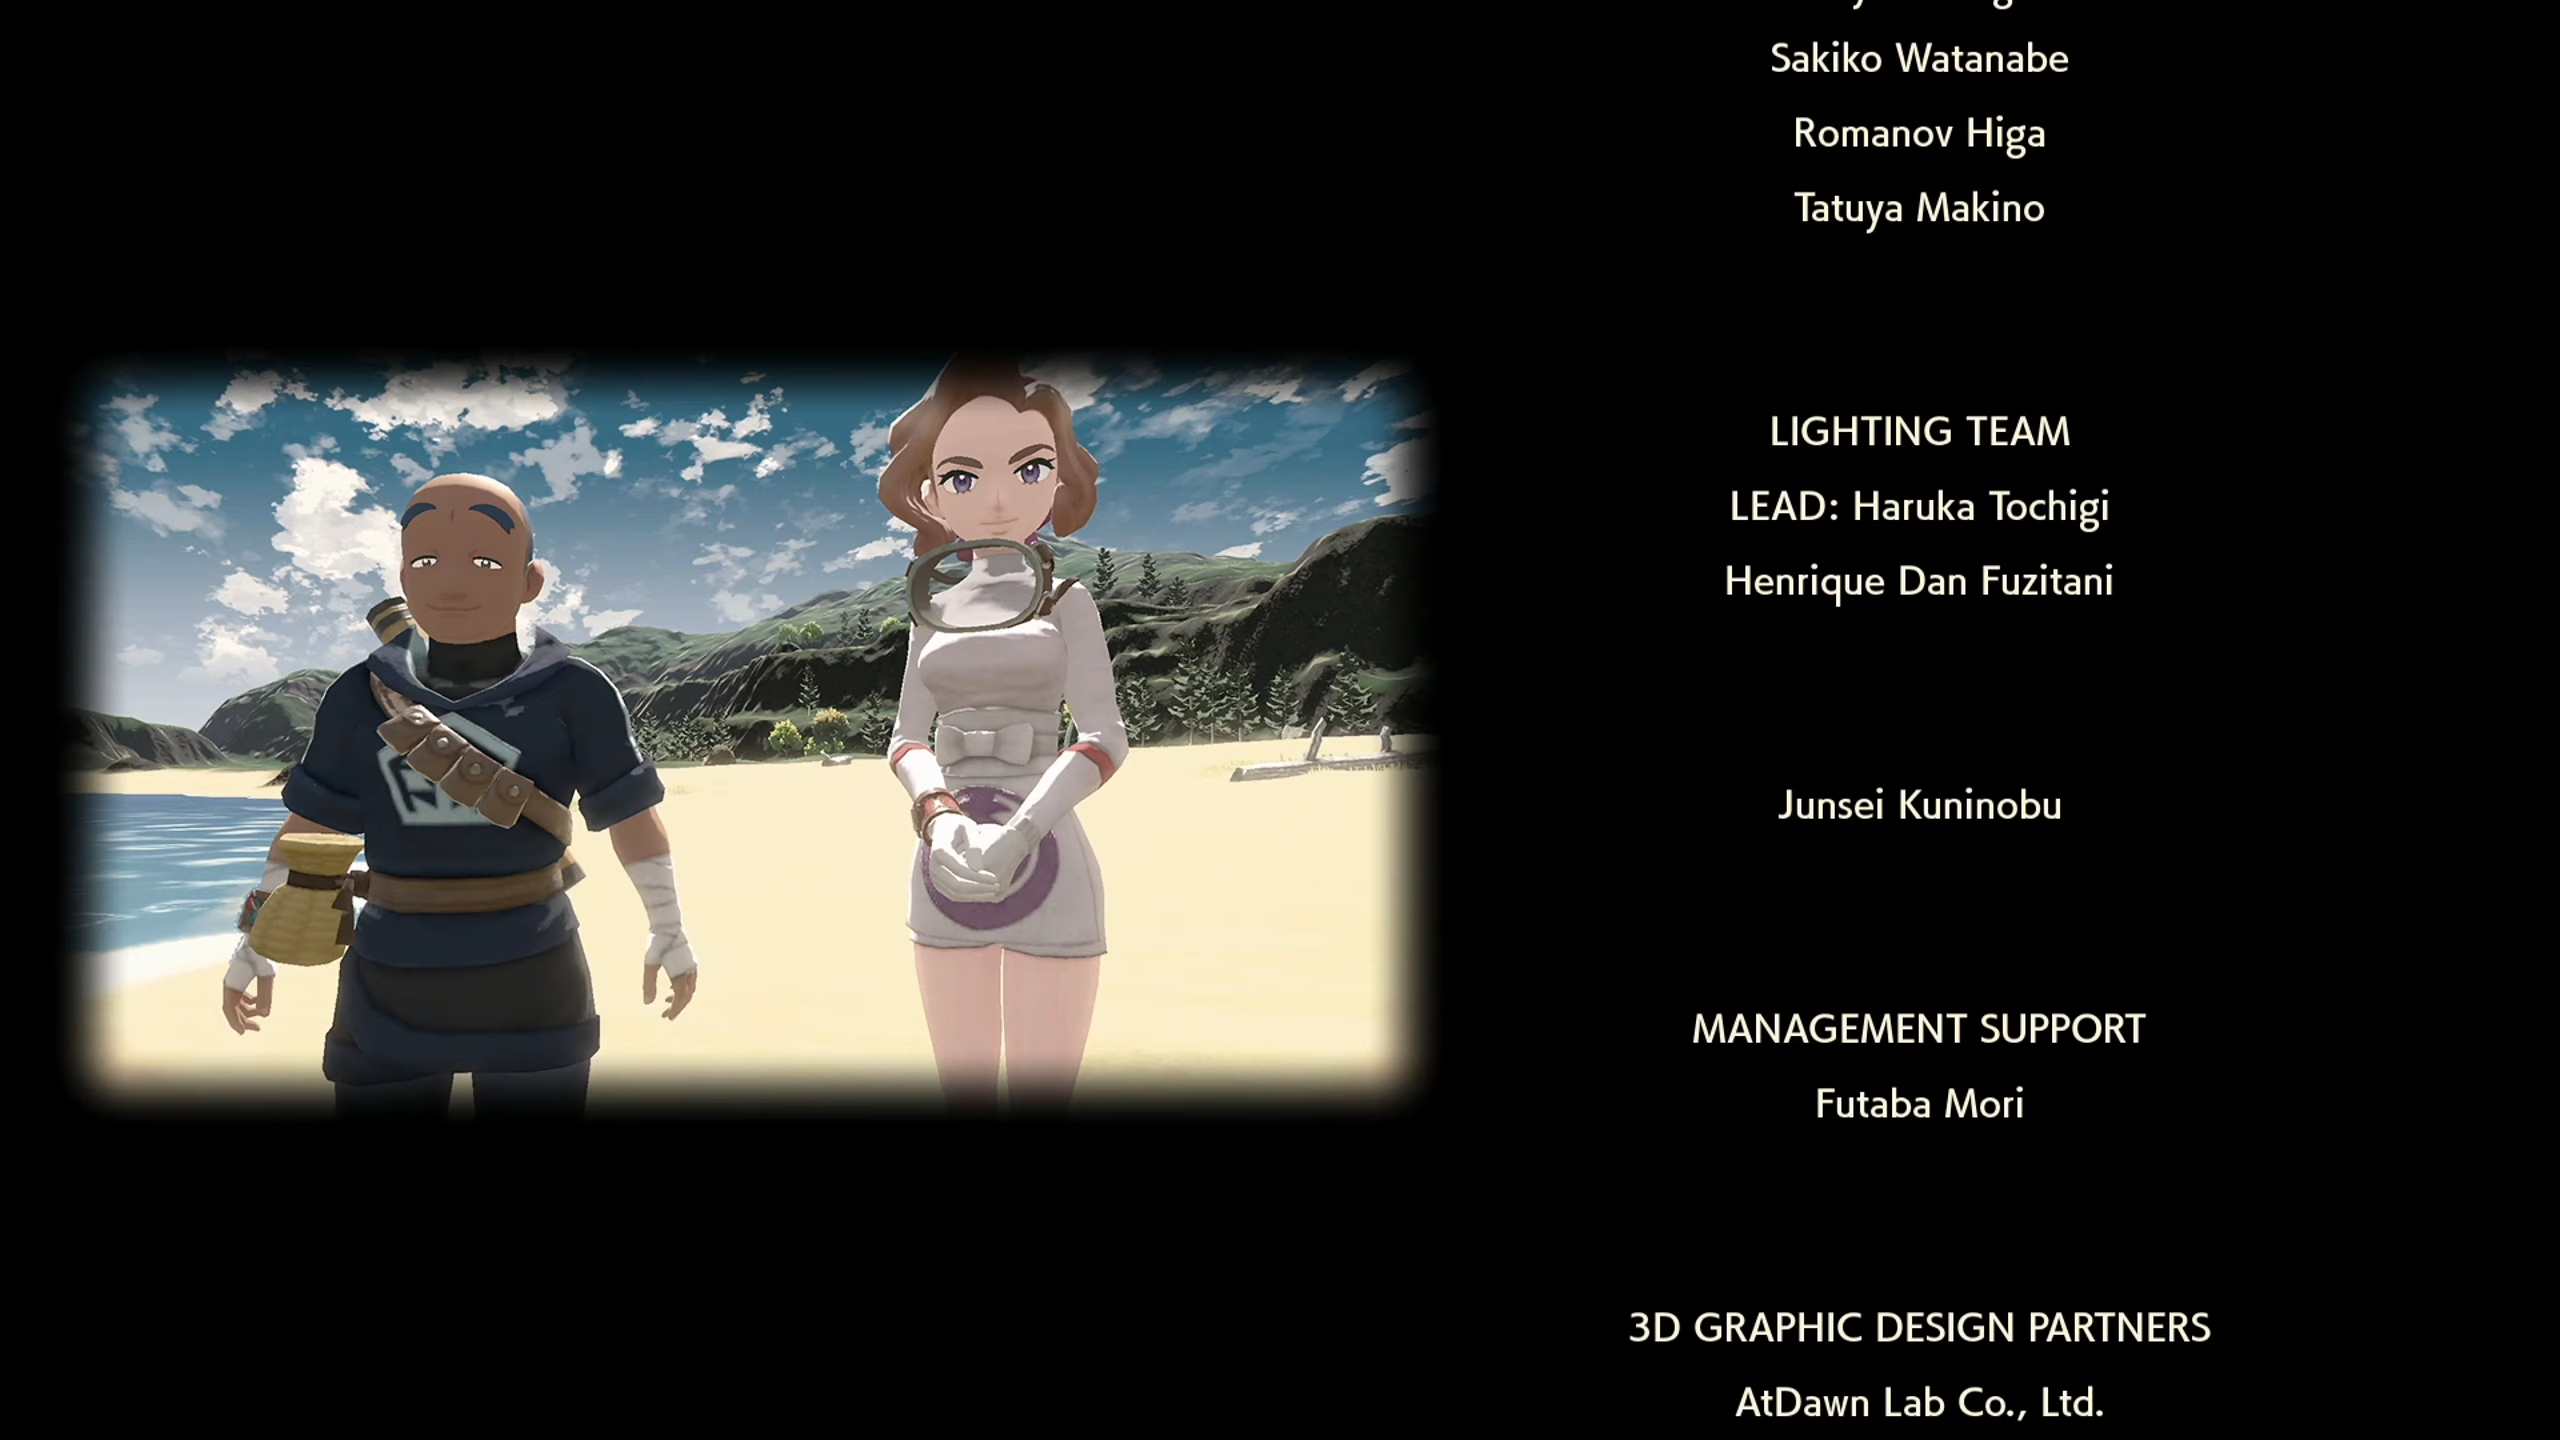 Sakiko Watanabe
Romanov Higa
Tatuya Makino
LIGHTING TEAM
LEAD: Haruka Tochigi
Henrique Dan Fuzitani
Junsei Kuninobu
MANAGEMENT SUPPORT
Futaba Mori
3D GRAPHIC DESIGN PARTNERS
AtDawn Lab Co., Ltd.